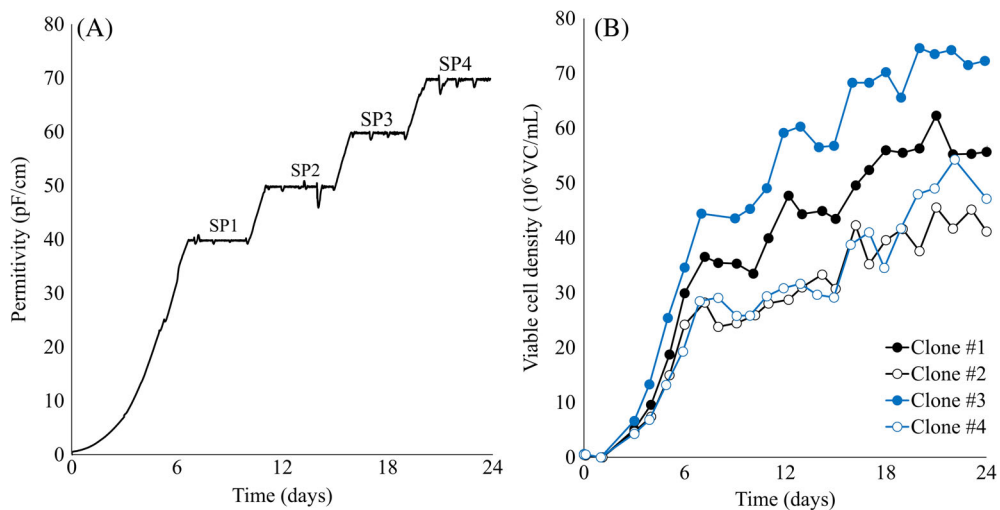 (A)
80
70
60
50
40
30
20
10
0
Permitivity (pF/cm)
SP1
SP2
SP3
SP4
0
6
12
18
24
Time (days)
(B)
80
70
60
50
40
30
20
10
0
Viable cell density (10⁶ VC/mL)
Clone #1
Clone #2
Clone #3
Clone #4
0
6
12
18
24
Time (days)